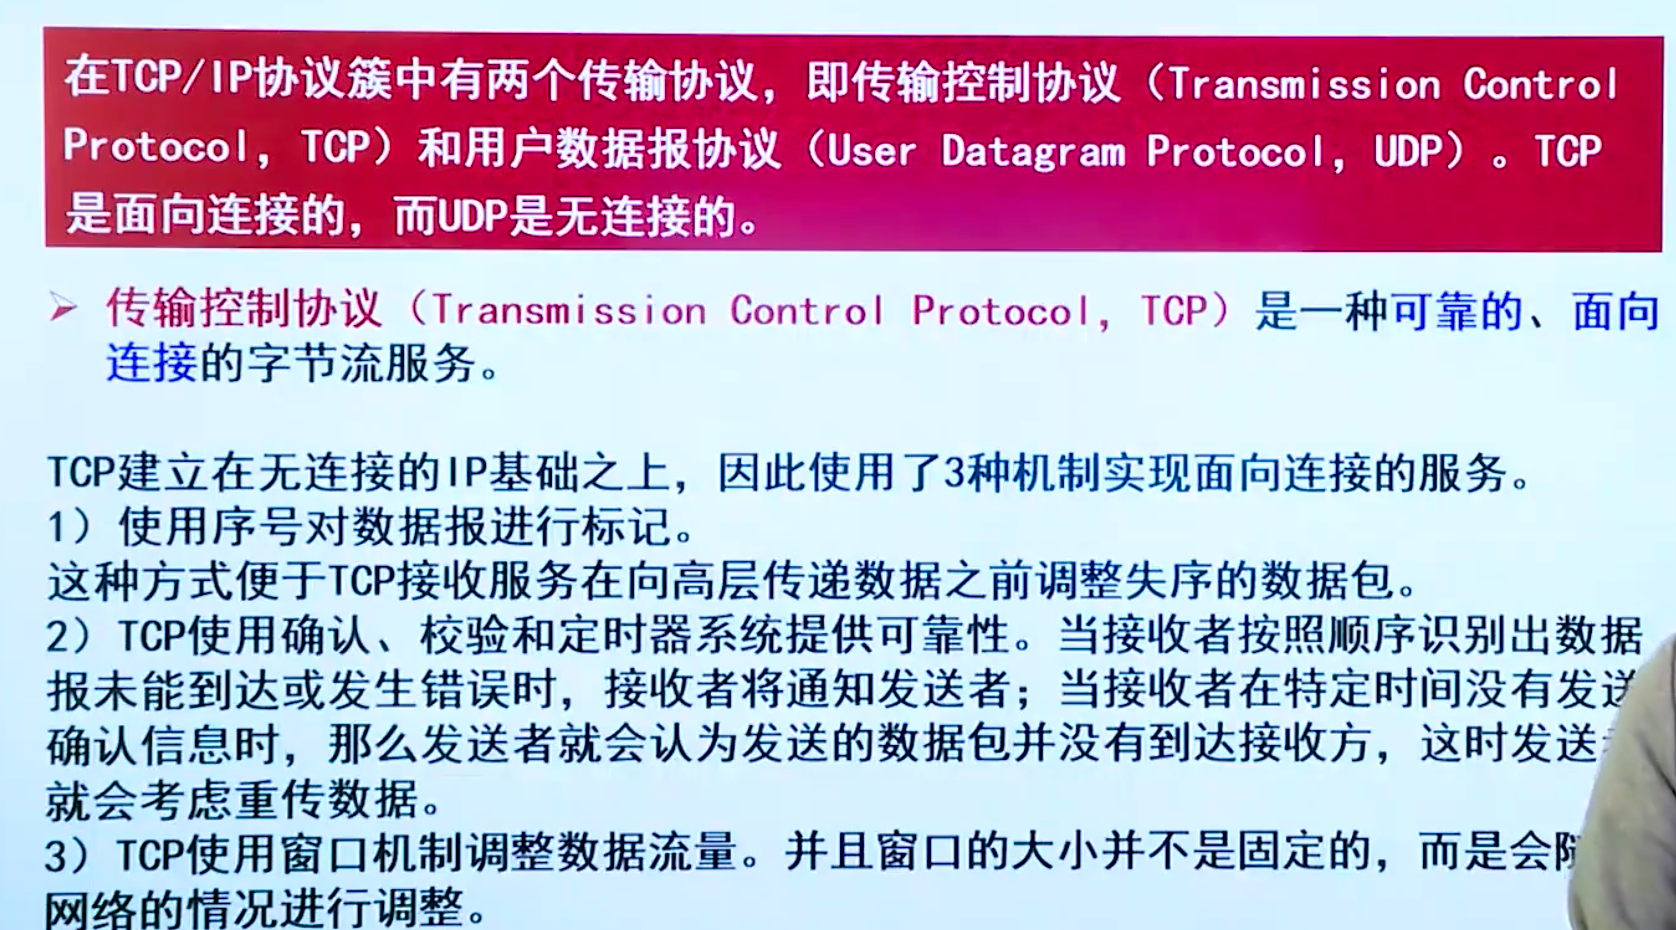 在TCP/IP协议簇中有两个传输协议，即传输控制协议（Transmission Control
Protocol，TCP）和用户数据报协议（User Datagram Protocol，UDP）。TCP
是面向连接的，而UDP是无连接的。
传输控制协议（Transmission Control Protocol，TCP）是一种可靠的、面向
连接的字节流服务。
TCP建立在无连接的IP基础之上，因此使用了3种机制实现面向连接的服务。
1）使用序号对数据报进行标记。
这种方式便于TCP接收服务在向高层传递数据之前调整失序的数据包。
2）TCP使用确认、校验和定时器系统提供可靠性。当接收者按照顺序识别出数据
报未能到达或发生错误时，接收者将通知发送者；当接收者在特定时间没有发送
确认信息时，那么发送者就会认为发送的数据包并没有到达接收方，这时发送
就会考虑重传数据。
3）TCP使用窗口机制调整数据流量。并且窗口的大小并不是固定的，而是会
网络的情况进行调整。